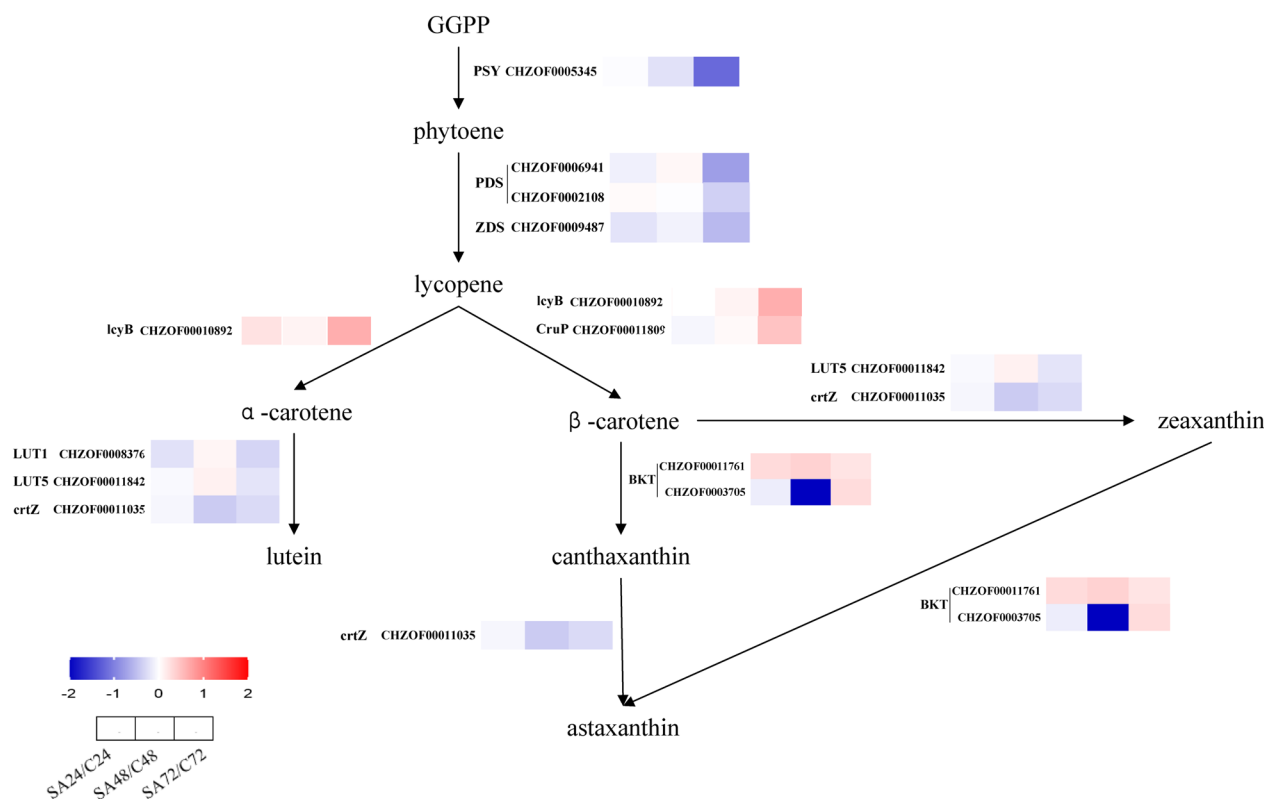 GGPP
PSY CHZOF0005345
phytoene
PDS
CHZOF0006941
CHZOF0002108
ZDS CHZOF0009487
lycopene
lcyB CHZOF00010892
lcyB CHZOF00010892
CruP CHZOF00011809
LUT5 CHZOF00011842
crtZ CHZOF00011035
α-carotene
β-carotene
zeaxanthin
LUT1 CHZOF0008376
LUT5 CHZOF00011842
crtZ CHZOF00011035
BKT
CHZOF00011761
CHZOF0003705
lutein
canthaxanthin
BKT
CHZOF00011761
CHZOF0003705
crtZ CHZOF00011035
-2 -1 0 1 2
astaxanthin
SA24/C24
SA48/C48
SA72/C72